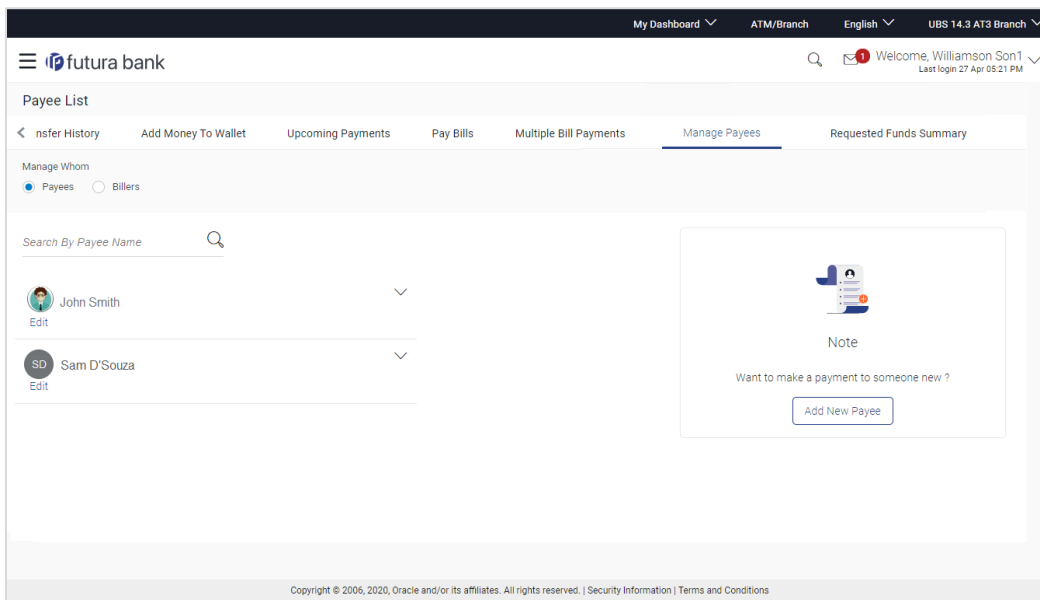 My Dashboard ATM/Branch English UBS 14.3 AT3 Branch
futura bank 1 Welcome, Williamson Son1
Last login 27 Apr 05:21 PM
Payee List
nsfer History Add Money To Wallet Upcoming Payments Pay Bills Multiple Bill Payments Manage Payees Requested Funds Summary
Manage Whom
Payees Billers
Search By Payee Name
John Smith
Edit
SD Sam D'Souza
Edit
Note
Want to make a payment to someone new ?
Add New Payee
Copyright © 2006, 2020, Oracle and/or its affiliates. All rights reserved. | Security Information | Terms and Conditions